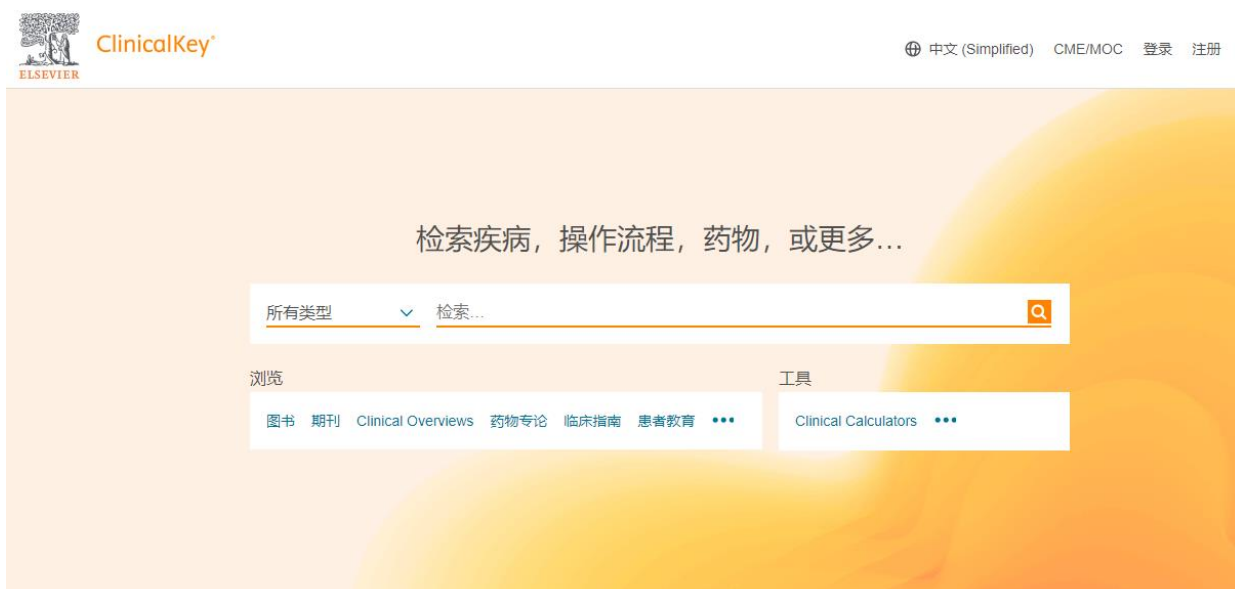 ELSEVIER
ClinicalKey®
中文 (Simplified) CME/MOC 登录 注册
检索疾病，操作流程，药物，或更多...
所有类型 检索...
浏览 工具
图书 期刊 Clinical Overviews 药物专论 临床指南 患者教育 ••• Clinical Calculators •••